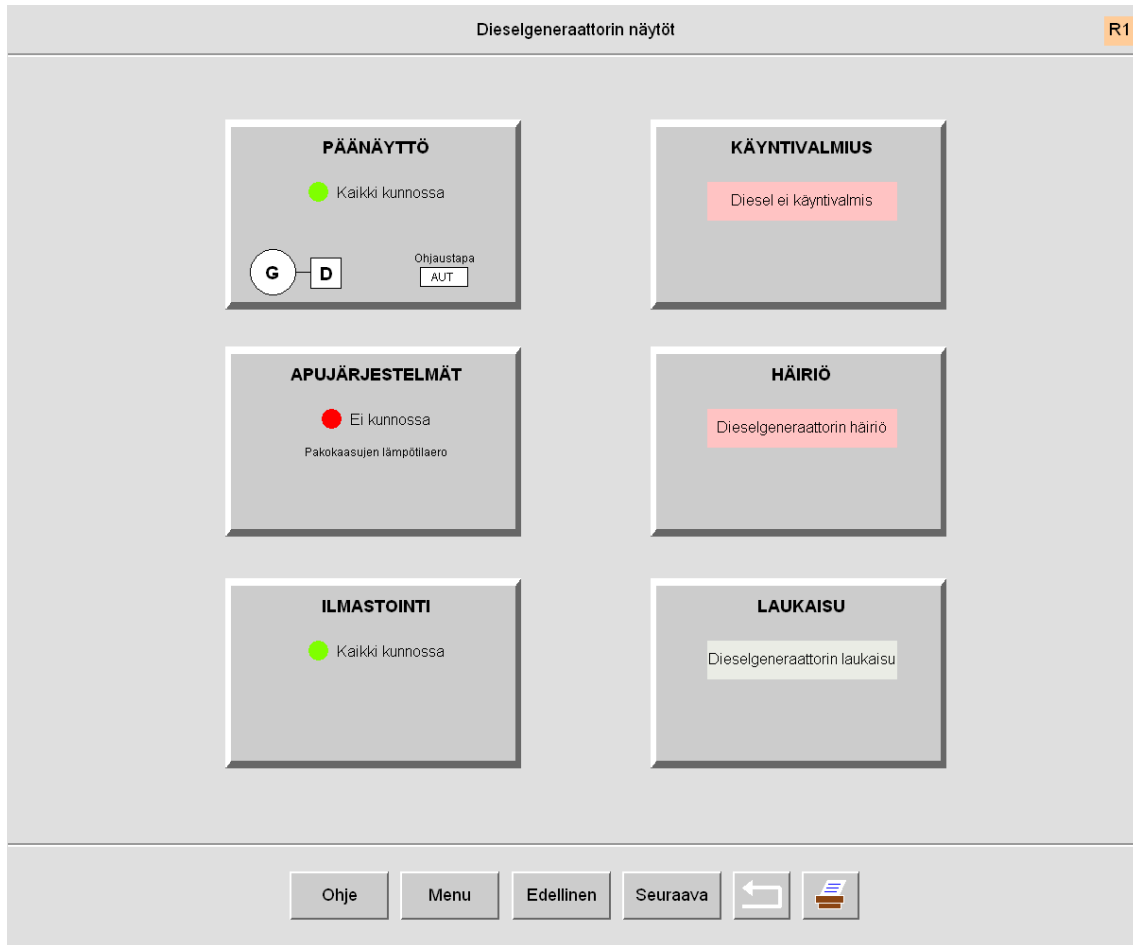 Dieselgeneraattorin näytöt
R1
PÄÄNÄYTTÖ
Kaikki kunnossa
G
D
Ohjaustapa
AUT
KÄYNTIVALMIUS
Diesel ei käyntivalmis
APUJÄRJESTELMÄT
Ei kunnossa
Pakokaasujen lämpötilaero
HÄIRIÖ
Dieselgeneraattorin häiriö
ILMASTOINTI
Kaikki kunnossa
LAUKAISU
Dieselgeneraattorin laukaisu
Ohje
Menu
Edellinen
Seuraava